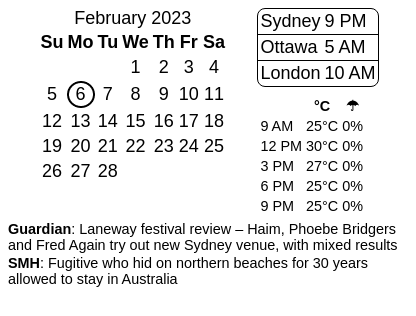 February 2023
Su Mo Tu We Th Fr Sa
1 2 3 4
5 6 7 8 9 10 11
12 13 14 15 16 17 18
19 20 21 22 23 24 25
26 27 28
Sydney 9 PM
Ottawa 5 AM
London 10 AM
°C ☂
9 AM 25°C 0%
12 PM 30°C 0%
3 PM 27°C 0%
6 PM 25°C 0%
9 PM 25°C 0%
Guardian: Laneway festival review – Haim, Phoebe Bridgers
and Fred Again try out new Sydney venue, with mixed results
SMH: Fugitive who hid on northern beaches for 30 years
allowed to stay in Australia